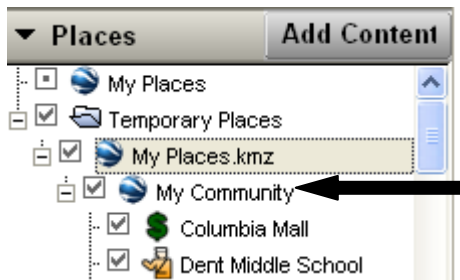 Places Add Content
My Places
Temporary Places
My Places.kmz
My Community
Columbia Mall
Dent Middle School